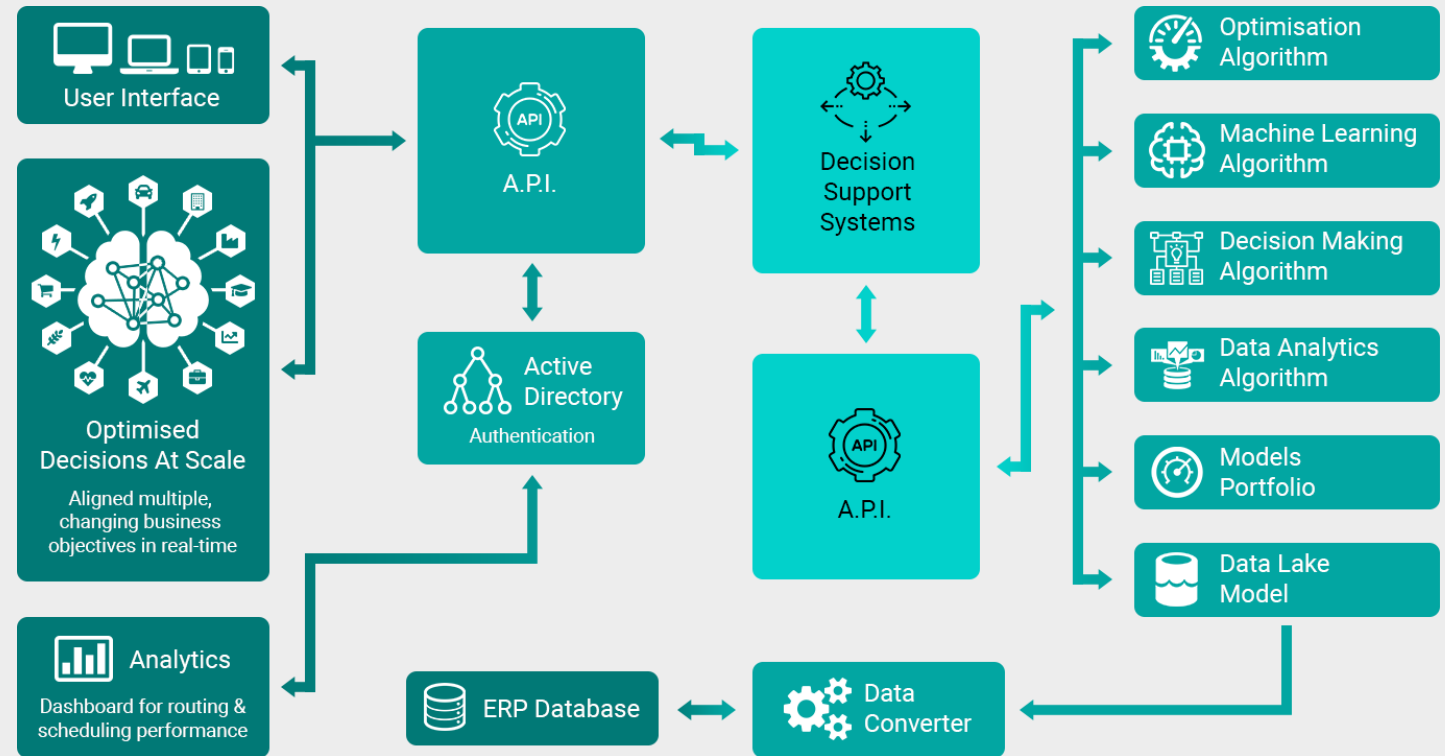 User Interface
Optimised
Decisions At Scale
Aligned multiple,
changing business
objectives in real-time
Analytics
Dashboard for routing &
scheduling performance
API
A.P.I.
Active
Directory
Authentication
ERP Database
Decision
Support
Systems
API
A.P.I.
Data
Converter
Optimisation
Algorithm
Machine Learning
Algorithm
Decision Making
Algorithm
Data Analytics
Algorithm
Models
Portfolio
Data Lake
Model